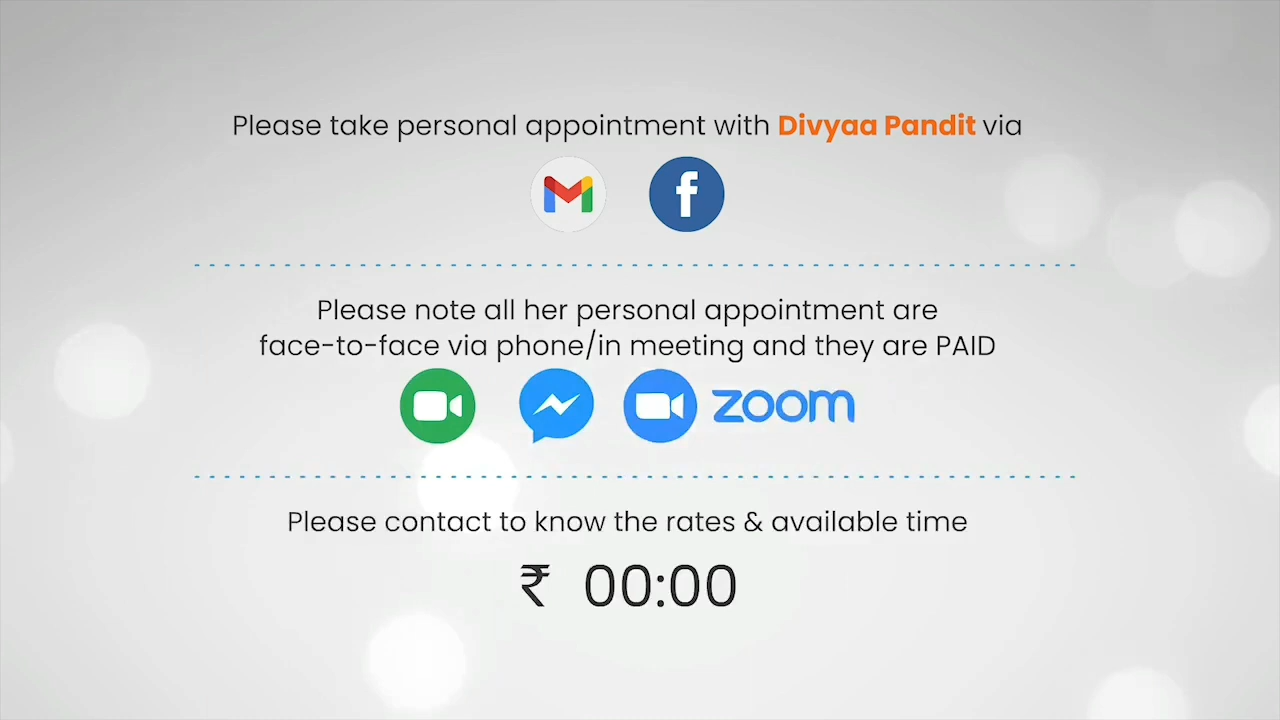 Please take personal appointment with Divyaa Pandit via
Please note all her personal appointment are
face-to-face via phone/in meeting and they are PAID
zoom
Please contact to know the rates & available time
₹ 00:00